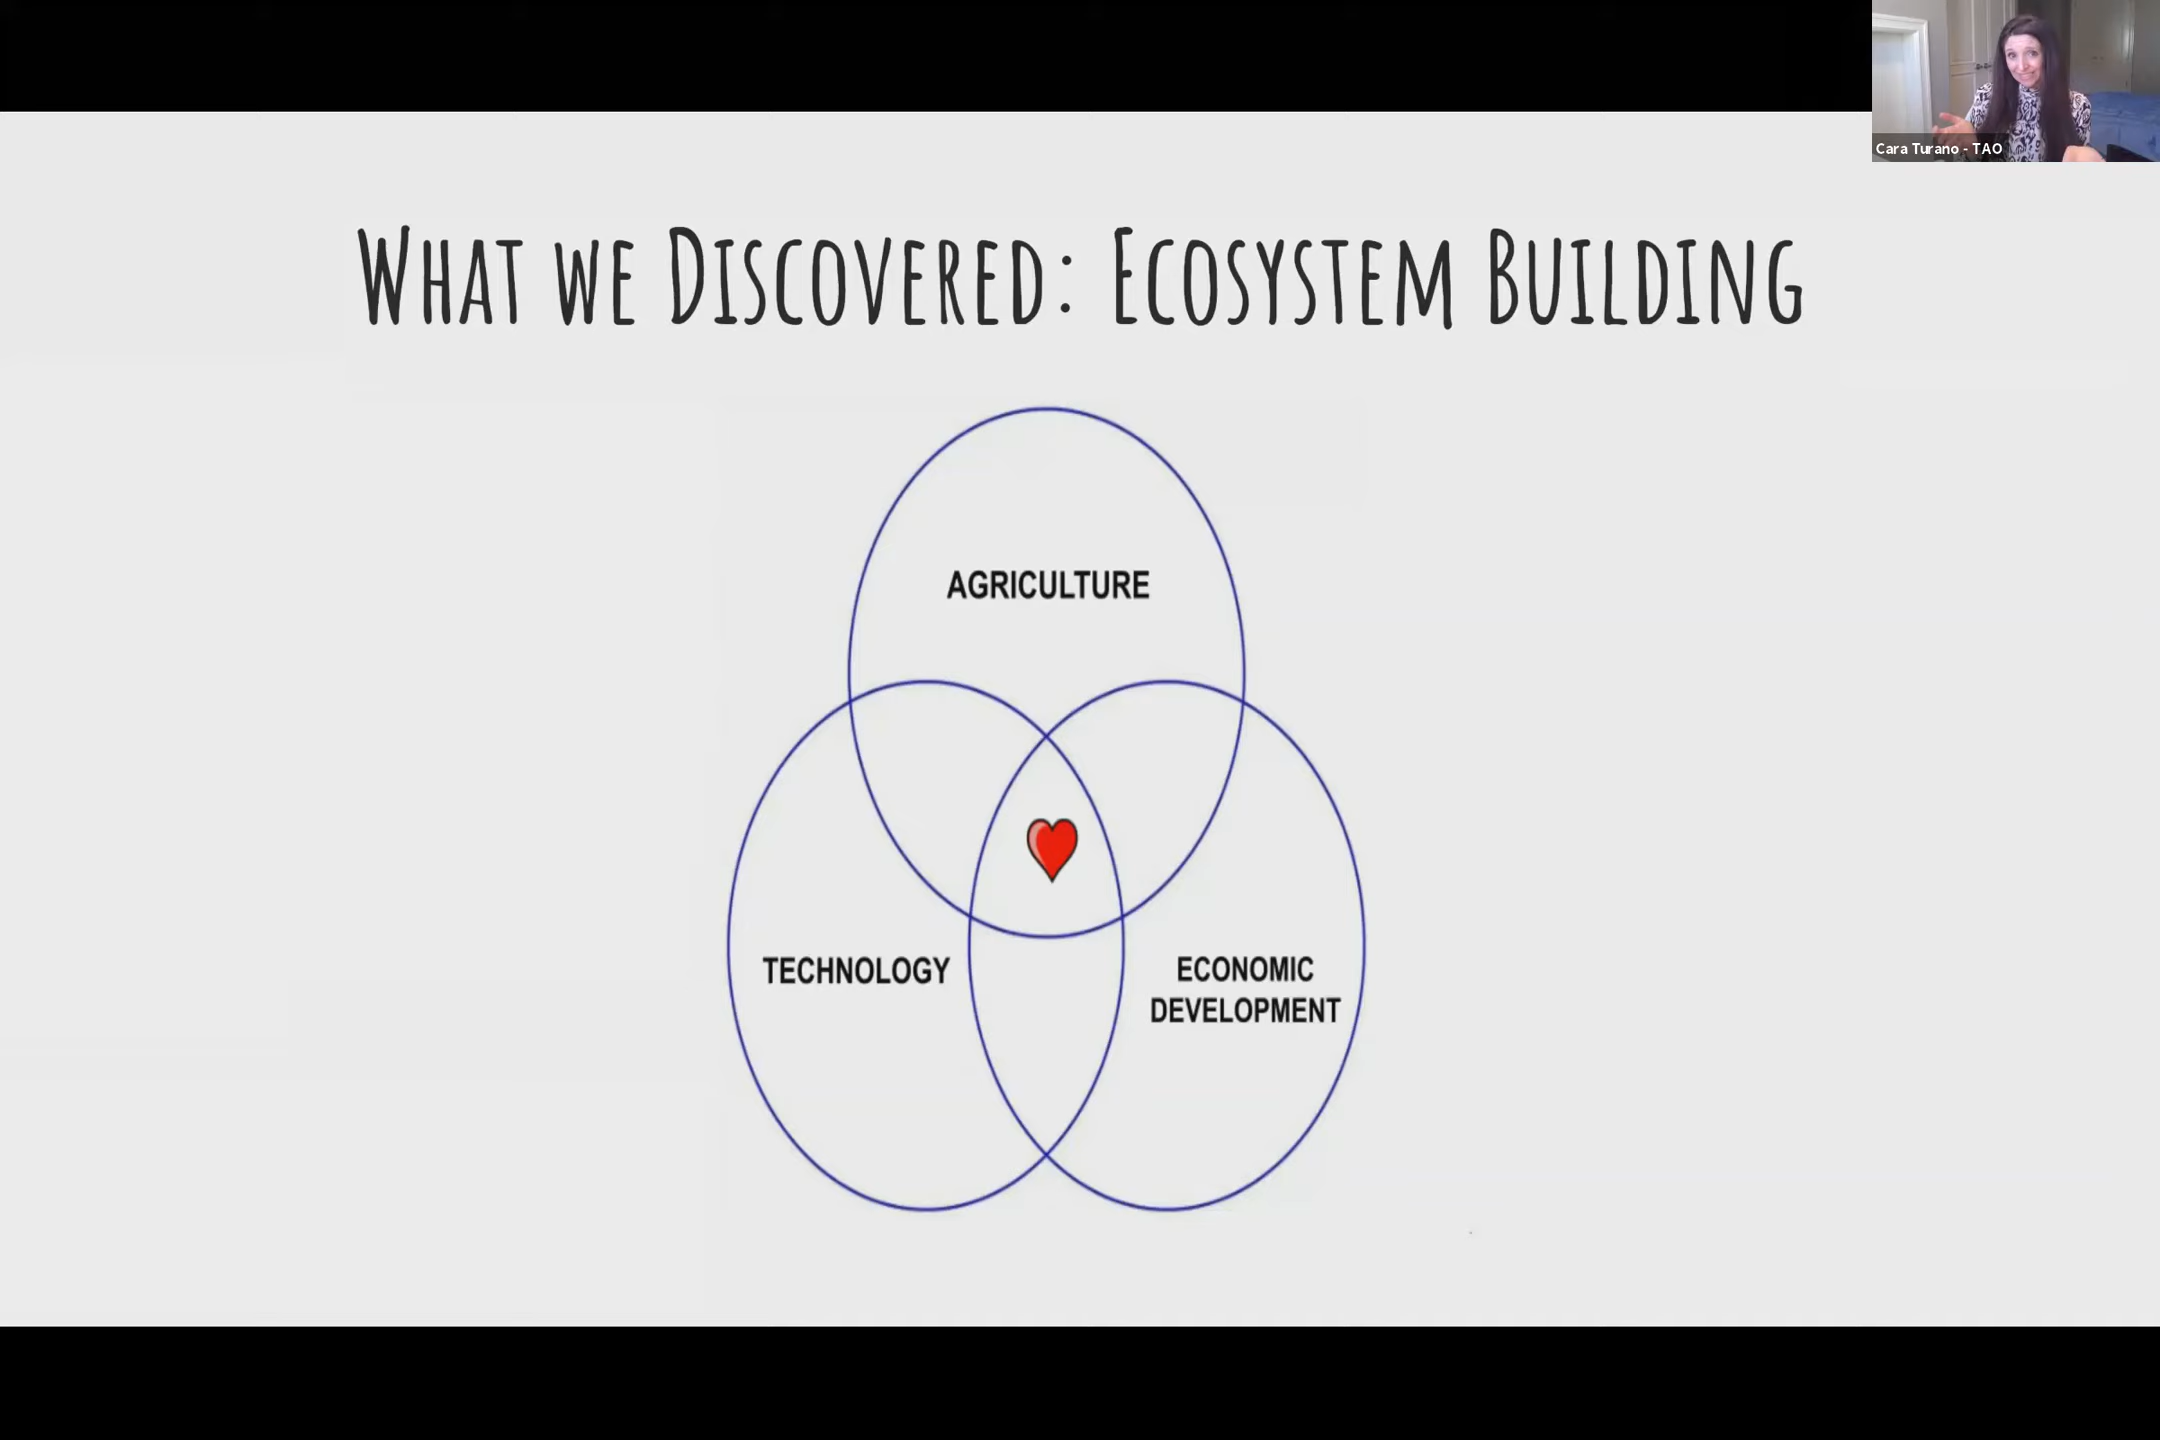 Cara Turano - TAO
What we Discovered: Ecosystem Building
AGRICULTURE
TECHNOLOGY
ECONOMIC
DEVELOPMENT